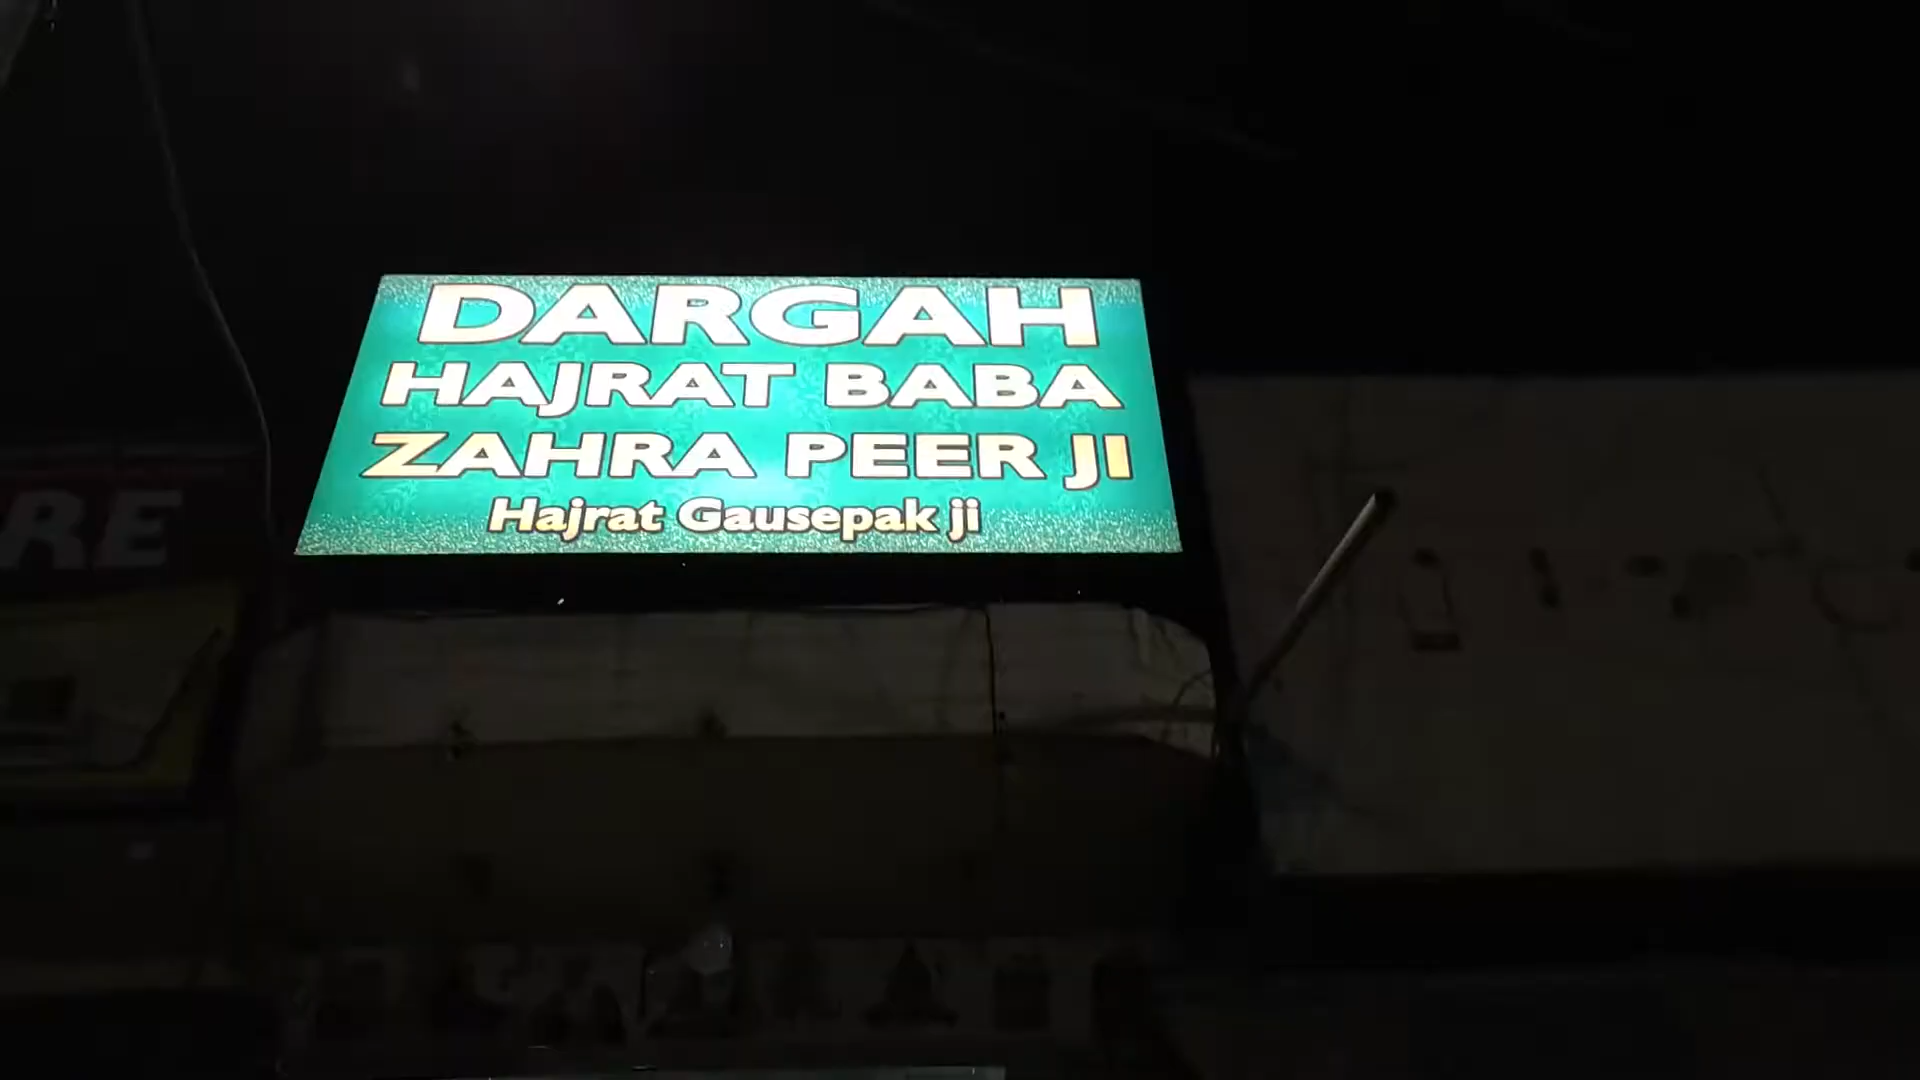 DARGAH
HAJRAT BABA
ZAHRA PEER JI
Hajrat Gausepak ji
RE